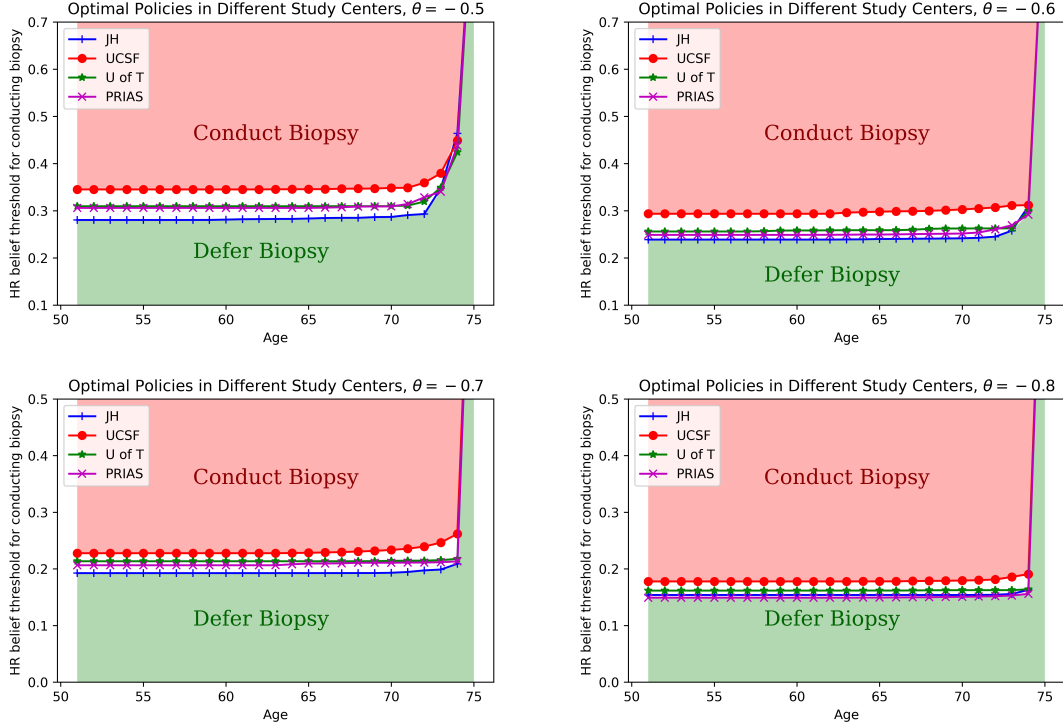 Optimal Policies in Different Study Centers, θ = −0.5
HR belief threshold for conducting biopsy
0.7
0.6
0.5
0.4
0.3
0.2
0.1
JH
UCSF
U of T
PRIAS
Conduct Biopsy
Defer Biopsy
50 55 60 65 70 75
Age
Optimal Policies in Different Study Centers, θ = −0.6
HR belief threshold for conducting biopsy
0.7
0.6
0.5
0.4
0.3
0.2
0.1
JH
UCSF
U of T
PRIAS
Conduct Biopsy
Defer Biopsy
50 55 60 65 70 75
Age
Optimal Policies in Different Study Centers, θ = −0.7
HR belief threshold for conducting biopsy
0.5
0.4
0.3
0.2
0.1
0.0
JH
UCSF
U of T
PRIAS
Conduct Biopsy
Defer Biopsy
50 55 60 65 70 75
Age
Optimal Policies in Different Study Centers, θ = −0.8
HR belief threshold for conducting biopsy
0.5
0.4
0.3
0.2
0.1
0.0
JH
UCSF
U of T
PRIAS
Conduct Biopsy
Defer Biopsy
50 55 60 65 70 75
Age